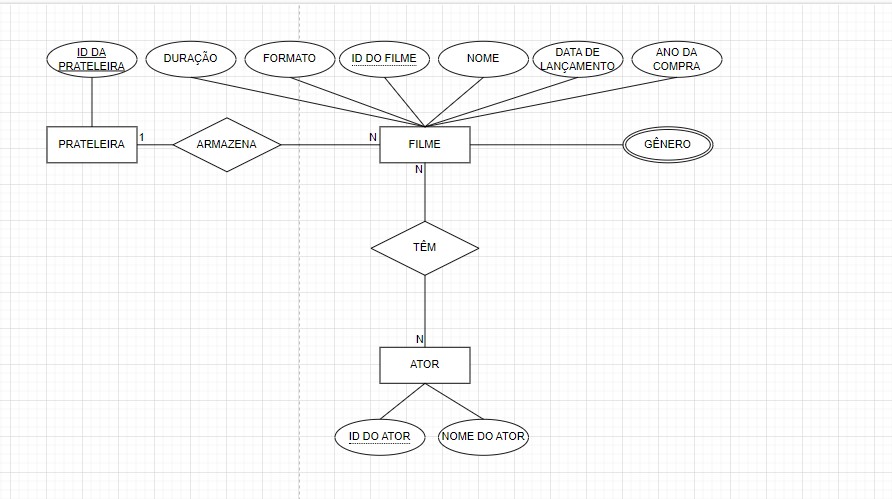 ID DA
PRATELEIRA
DURAÇÃO
FORMATO
ID DO FILME
NOME
DATA DE
LANÇAMENTO
ANO DA
COMPRA
PRATELEIRA
1
ARMAZENA
N
FILME
GÊNERO
N
TÊM
N
ATOR
ID DO ATOR
NOME DO ATOR